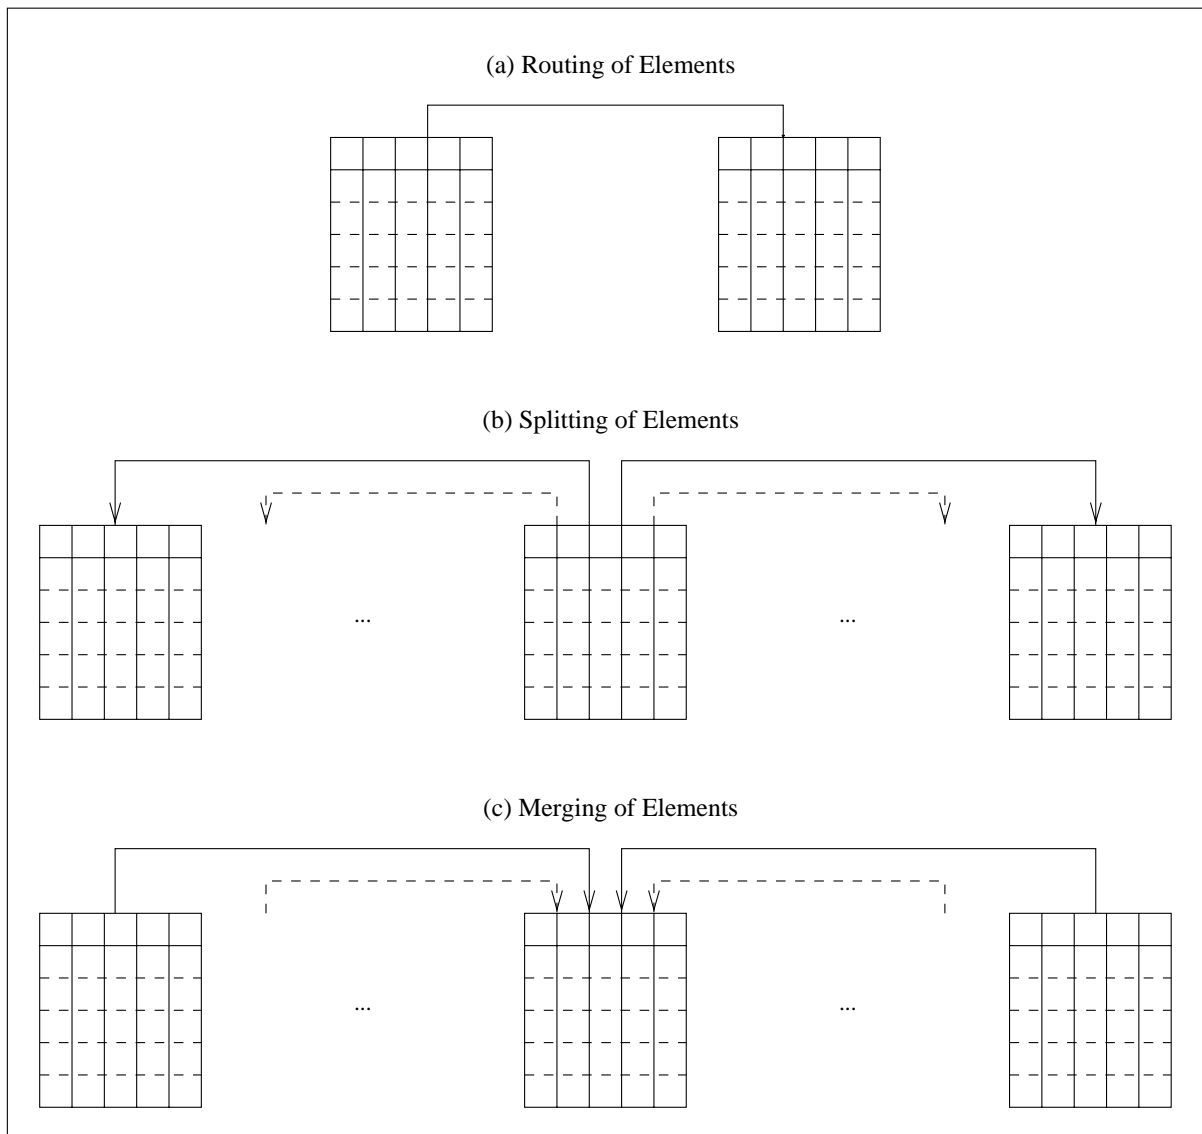 (a) Routing of Elements
(b) Splitting of Elements
... ...
(c) Merging of Elements
... ...